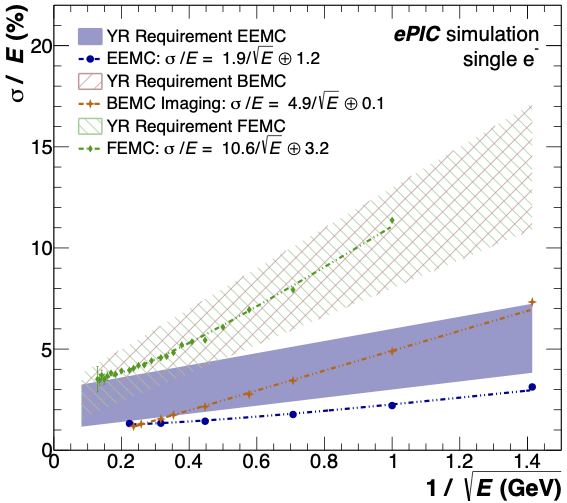 σ / E (%)
20
15
10
5
0
YR Requirement EEMC
EEMC: σ /E = 1.9/√E ⊕ 1.2
YR Requirement BEMC
BEMC Imaging: σ /E = 4.9/√E ⊕ 0.1
YR Requirement FEMC
FEMC: σ /E = 10.6/√E ⊕ 3.2
ePIC simulation
single e⁻
0 0.2 0.4 0.6 0.8 1 1.2 1.4
1 / √E (GeV)